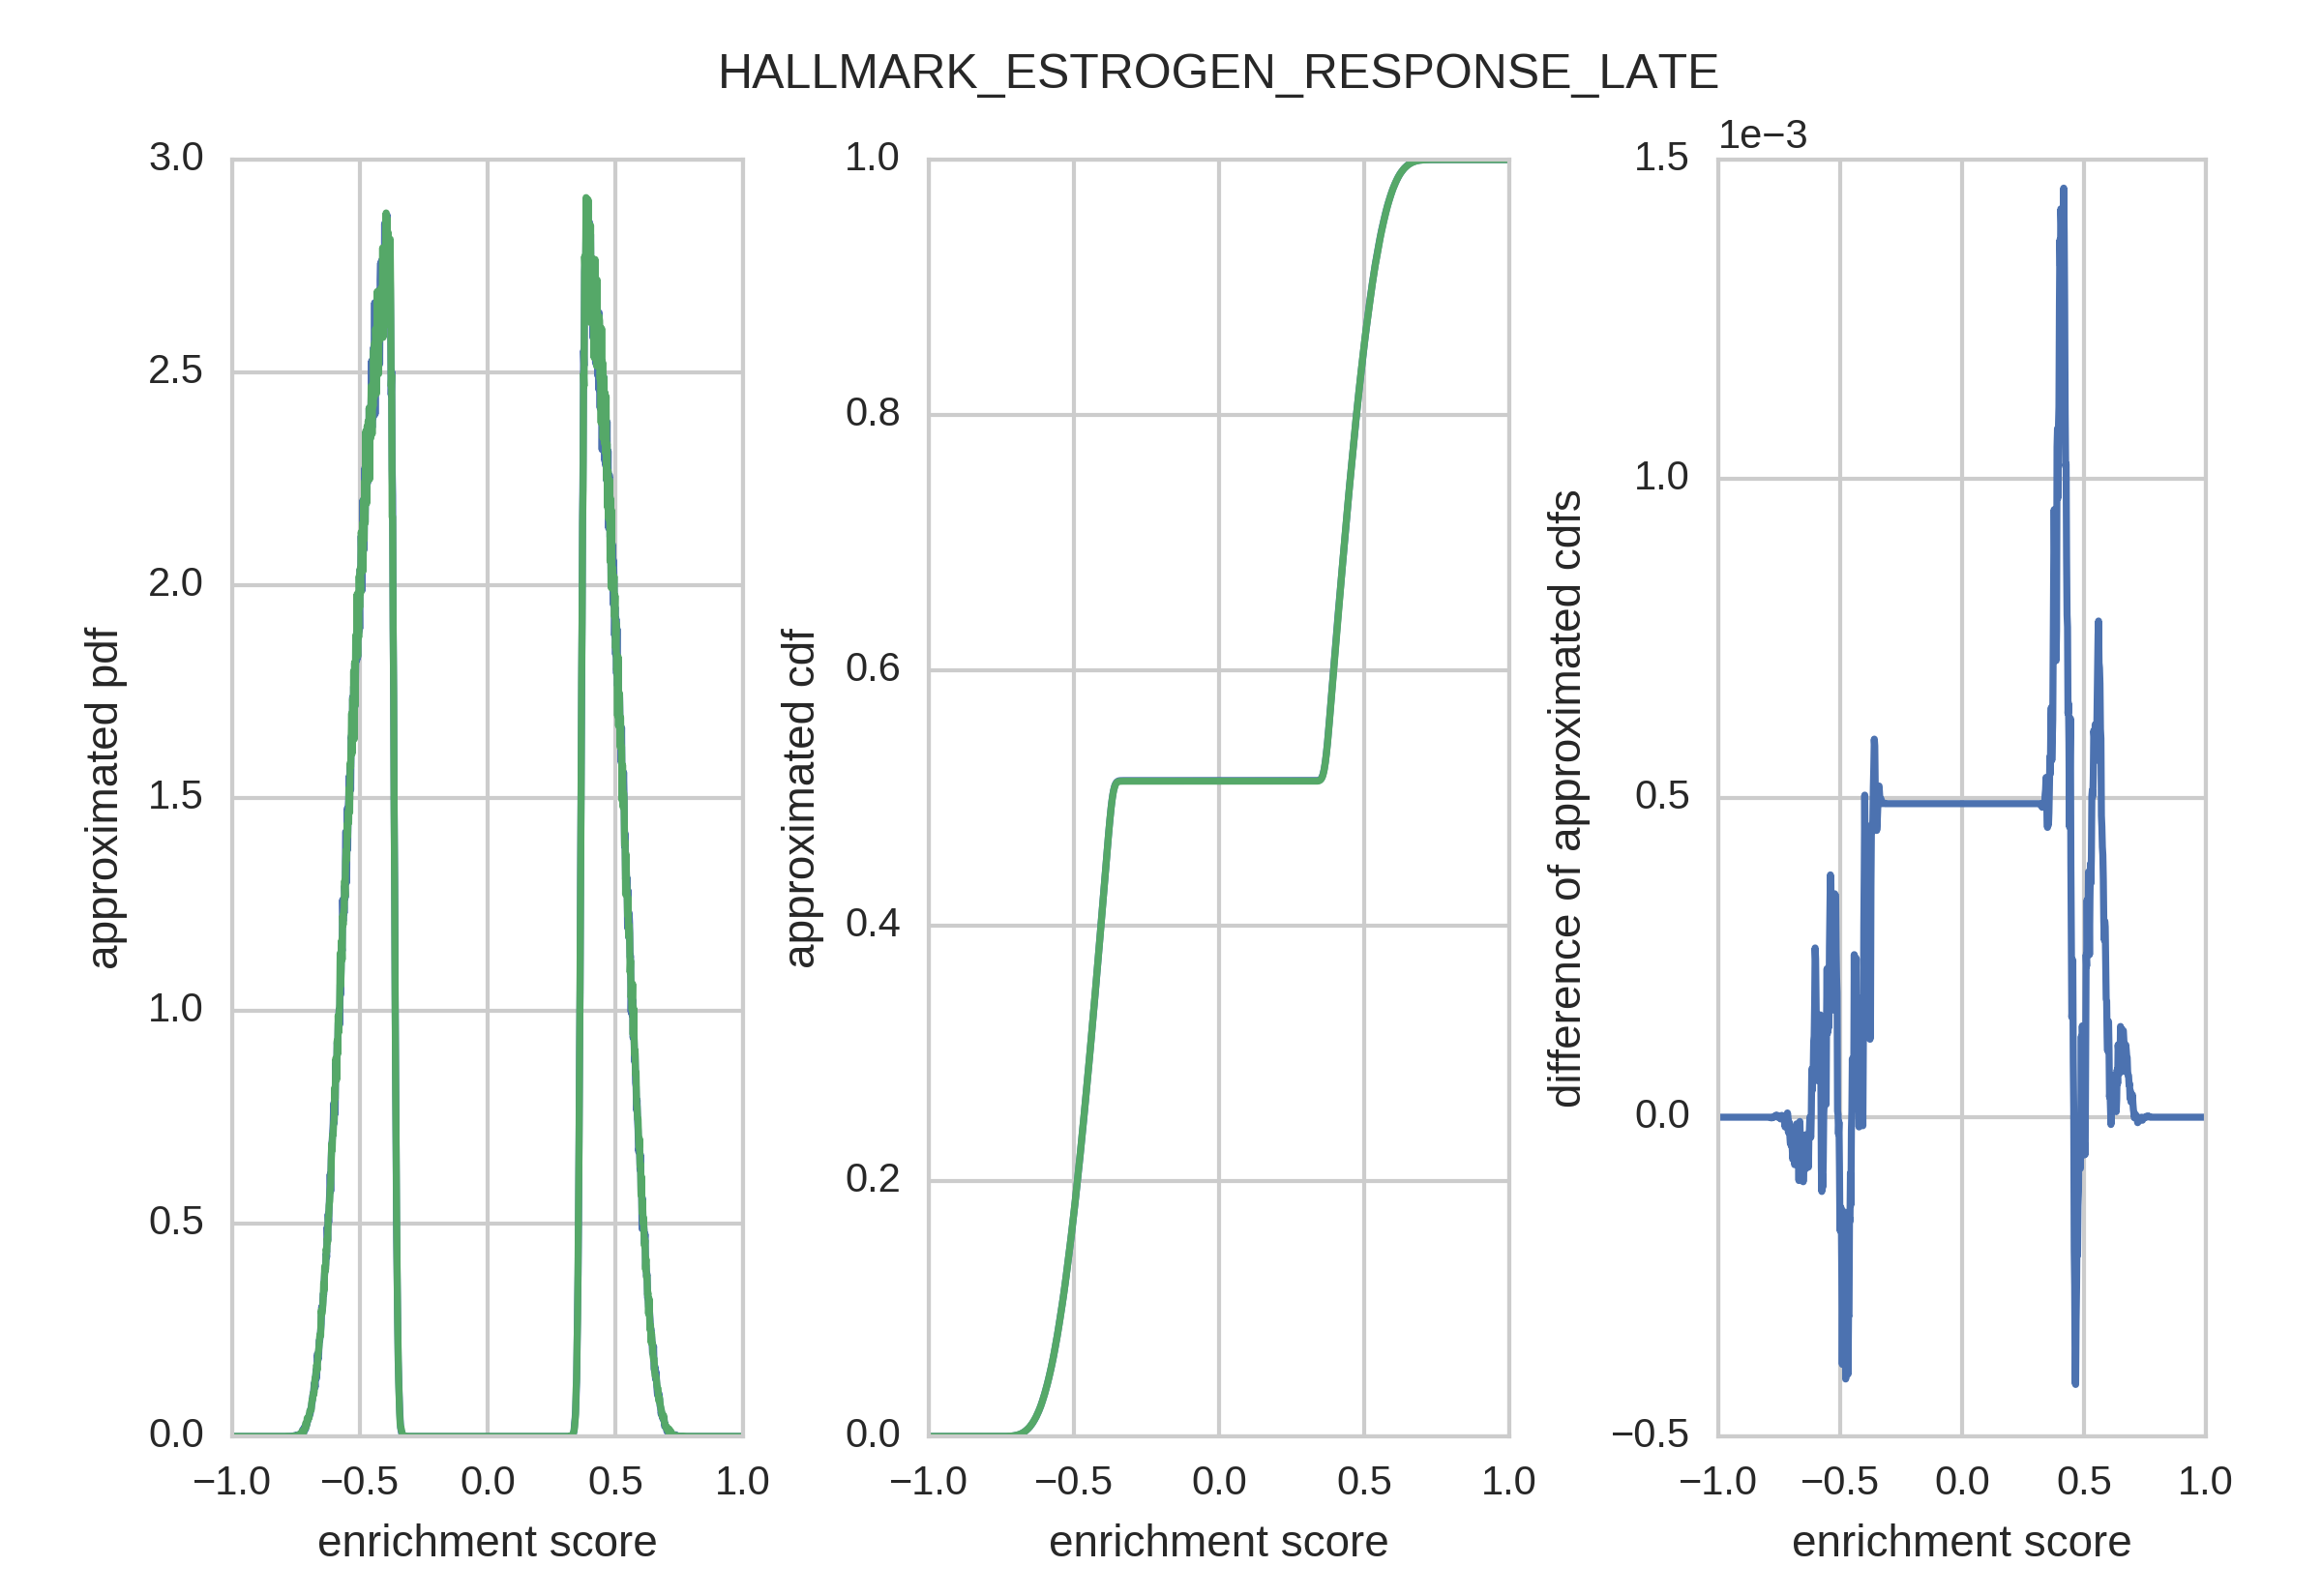 HALLMARK_ESTROGEN_RESPONSE_LATE
approximated pdf
3.0
2.5
2.0
1.5
1.0
0.5
0.0
−1.0 −0.5 0.0 0.5 1.0
enrichment score
approximated cdf
1.0
0.8
0.6
0.4
0.2
0.0
−1.0 −0.5 0.0 0.5 1.0
enrichment score
difference of approximated cdfs
1e−3
1.5
1.0
0.5
0.0
−0.5
−1.0 −0.5 0.0 0.5 1.0
enrichment score